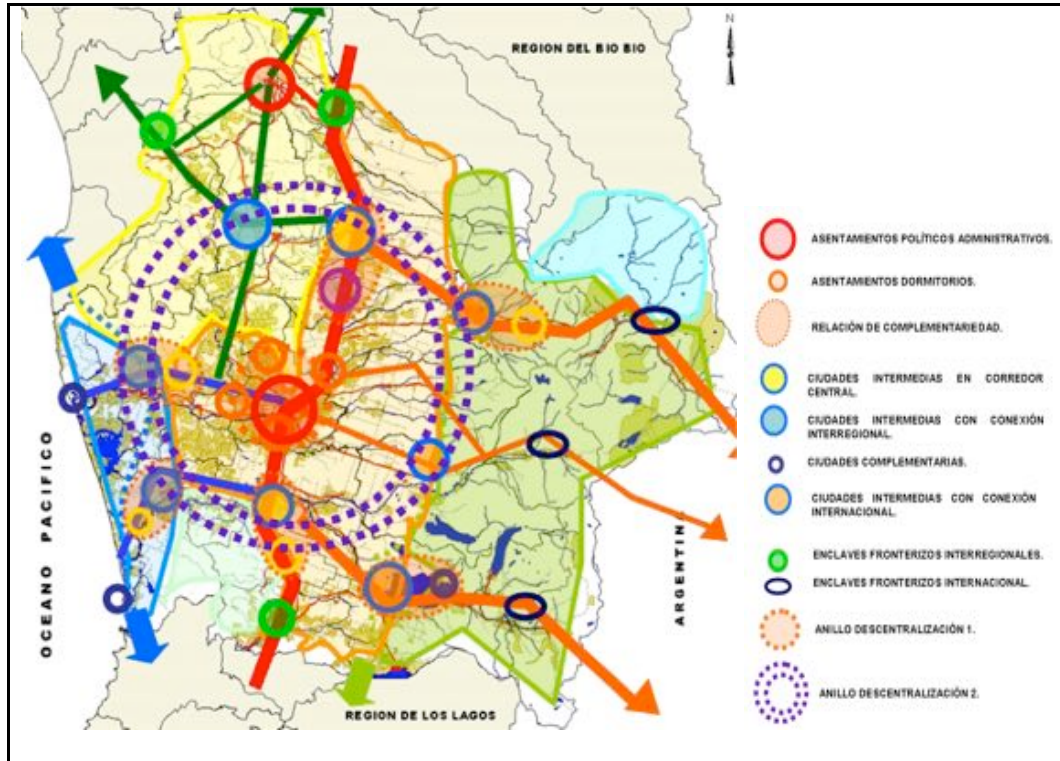 N
REGION DEL BIO BIO
OCEANO PACIFICO
ARGENTIN
REGION DE LOS LAGOS
ASENTAMIENTOS POLÍTICOS ADMINISTRATIVOS.
ASENTAMIENTOS DORMITORIOS.
RELACIÓN DE COMPLEMENTARIEDAD.
CIUDADES INTERMEDIAS EN CORREDOR
CENTRAL.
CIUDADES INTERMEDIAS CON CONEXIÓN
INTERREGIONAL.
CIUDADES COMPLEMENTARIAS.
CIUDADES INTERMEDIAS CON CONEXIÓN
INTERNACIONAL.
ENCLAVES FRONTERIZOS INTERREGIONALES.
ENCLAVES FRONTERIZOS INTERNACIONAL.
ANILLO DESCENTRALIZACIÓN 1.
ANILLO DESCENTRALIZACIÓN 2.